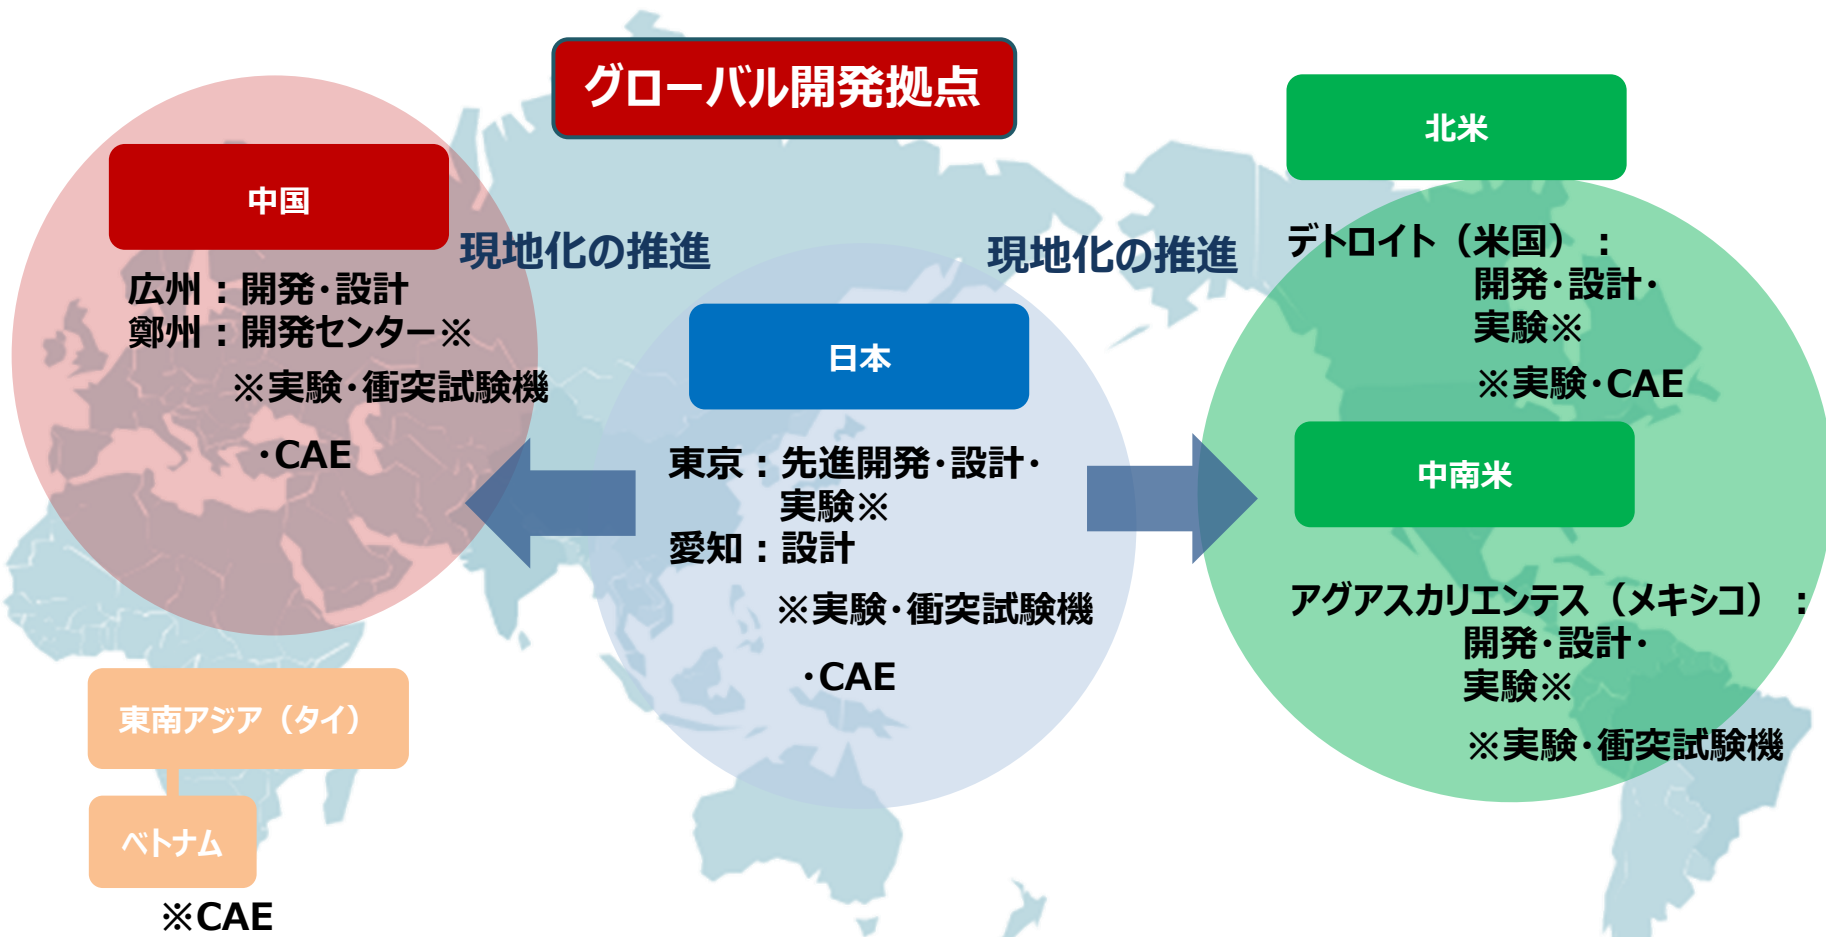 グローバル開発拠点
中国
広州：開発・設計
鄭州：開発センター※
※実験・衝突試験機
・CAE
現地化の推進
日本
東京：先進開発・設計・
実験※
愛知：設計
※実験・衝突試験機
・CAE
現地化の推進
北米
デトロイト（米国）：
開発・設計・
実験※
※実験・CAE
中南米
アグアスカリエンテス（メキシコ）：
開発・設計・
実験※
※実験・衝突試験機
東南アジア（タイ）
ベトナム
※CAE